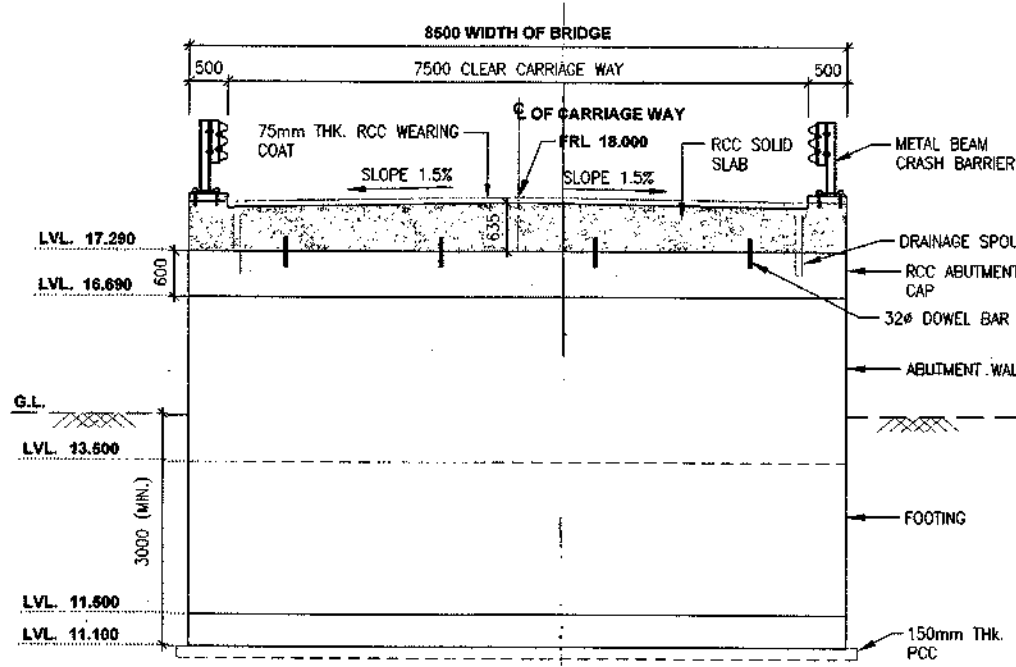 8500 WIDTH OF BRIDGE
500
7500 CLEAR CARRIAGE WAY
500
℄ OF CARRIAGE WAY
75mm THK. RCC WEARING
COAT
FRL 18.000
RCC SOLID
SLAB
METAL BEAM
CRASH BARRIER
SLOPE 1.5%
SLOPE 1.5%
635
LVL. 17.290
DRAINAGE SPOU
600
RCC ABUTMENT
CAP
LVL. 16.690
32ø DOWEL BAR
ABUTMENT WAL
G.L.
LVL. 13.500
3000 (MIN.)
FOOTING
LVL. 11.500
LVL. 11.100
150mm THK.
PCC